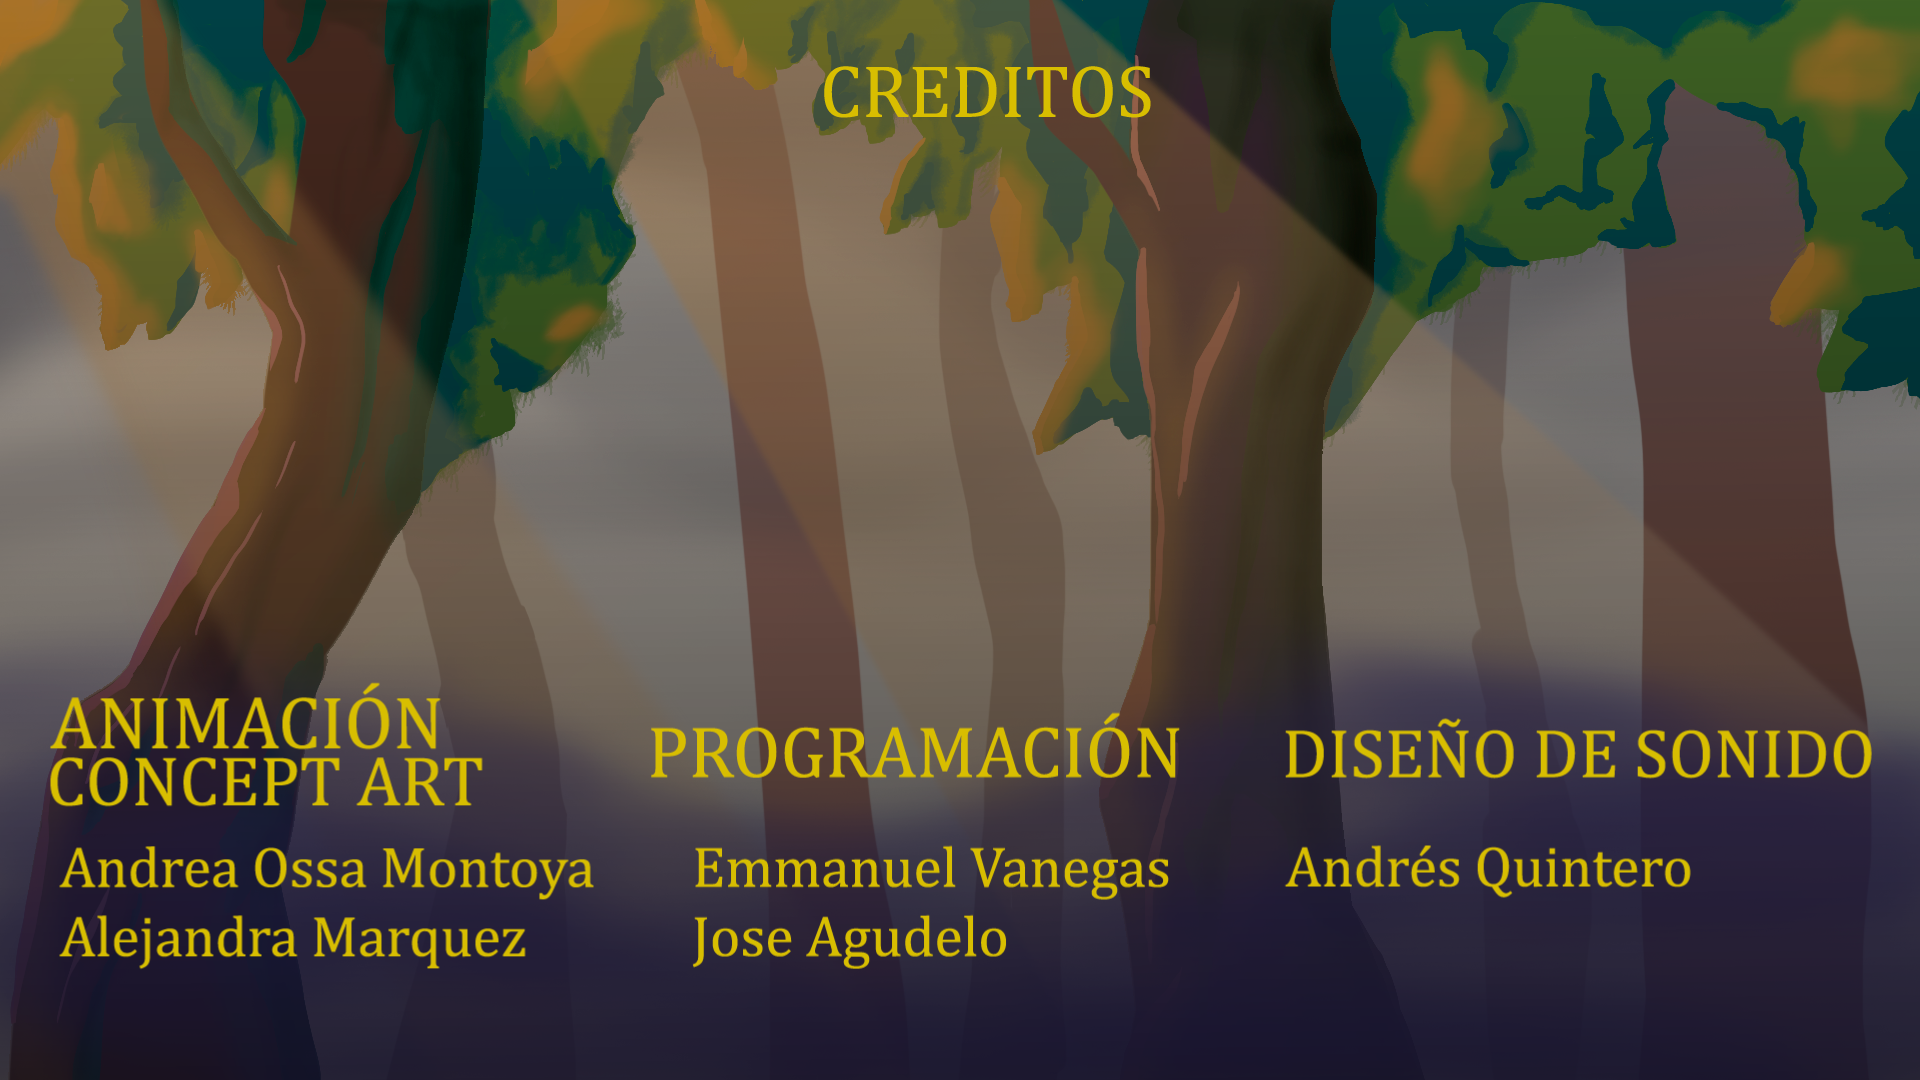 CREDITOS
ANIMACIÓN
CONCEPT ART
Andrea Ossa Montoya
Alejandra Marquez
PROGRAMACIÓN
Emmanuel Vanegas
Jose Agudelo
DISEÑO DE SONIDO
Andrés Quintero